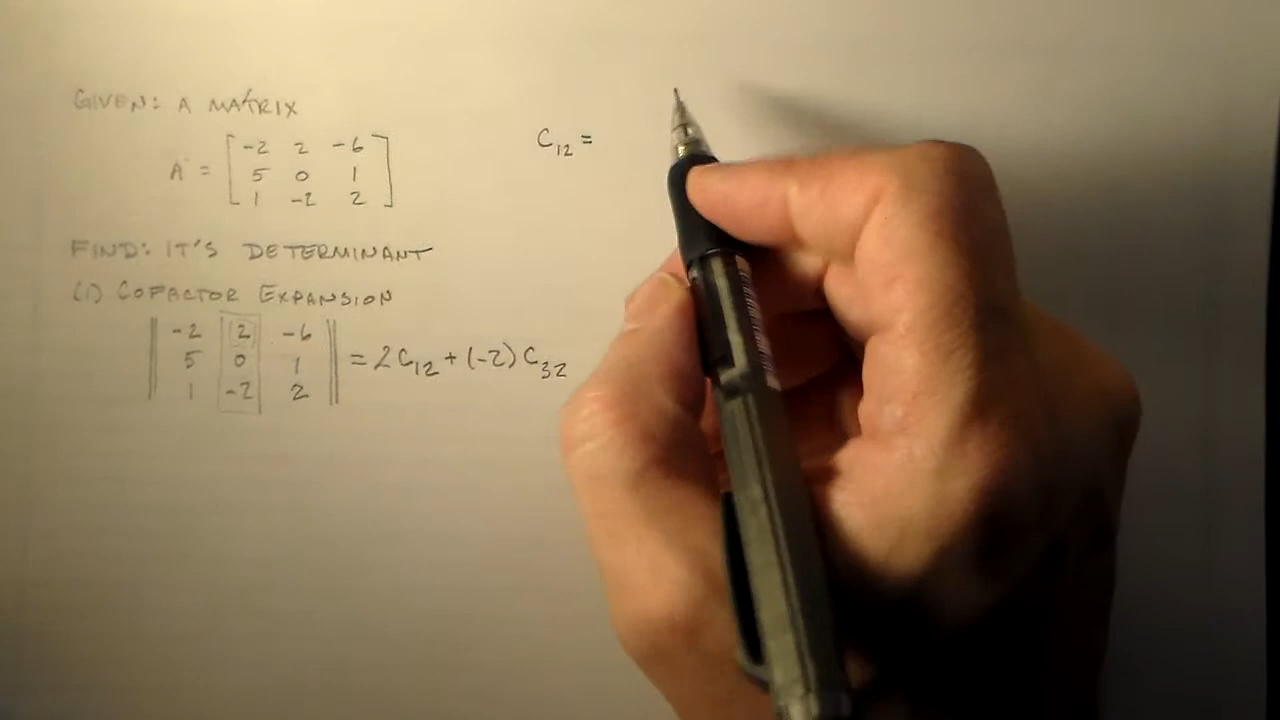 GIVEN: A MATRIX
A = [ -2 2 -6
5 0 1
1 -2 2 ]
FIND: IT'S DETERMINANT
(1) COFACTOR EXPANSION
|| -2 2 -6
5 0 1
1 -2 2 || = 2C₁₂ + (-2) C₃₂
C₁₂ =